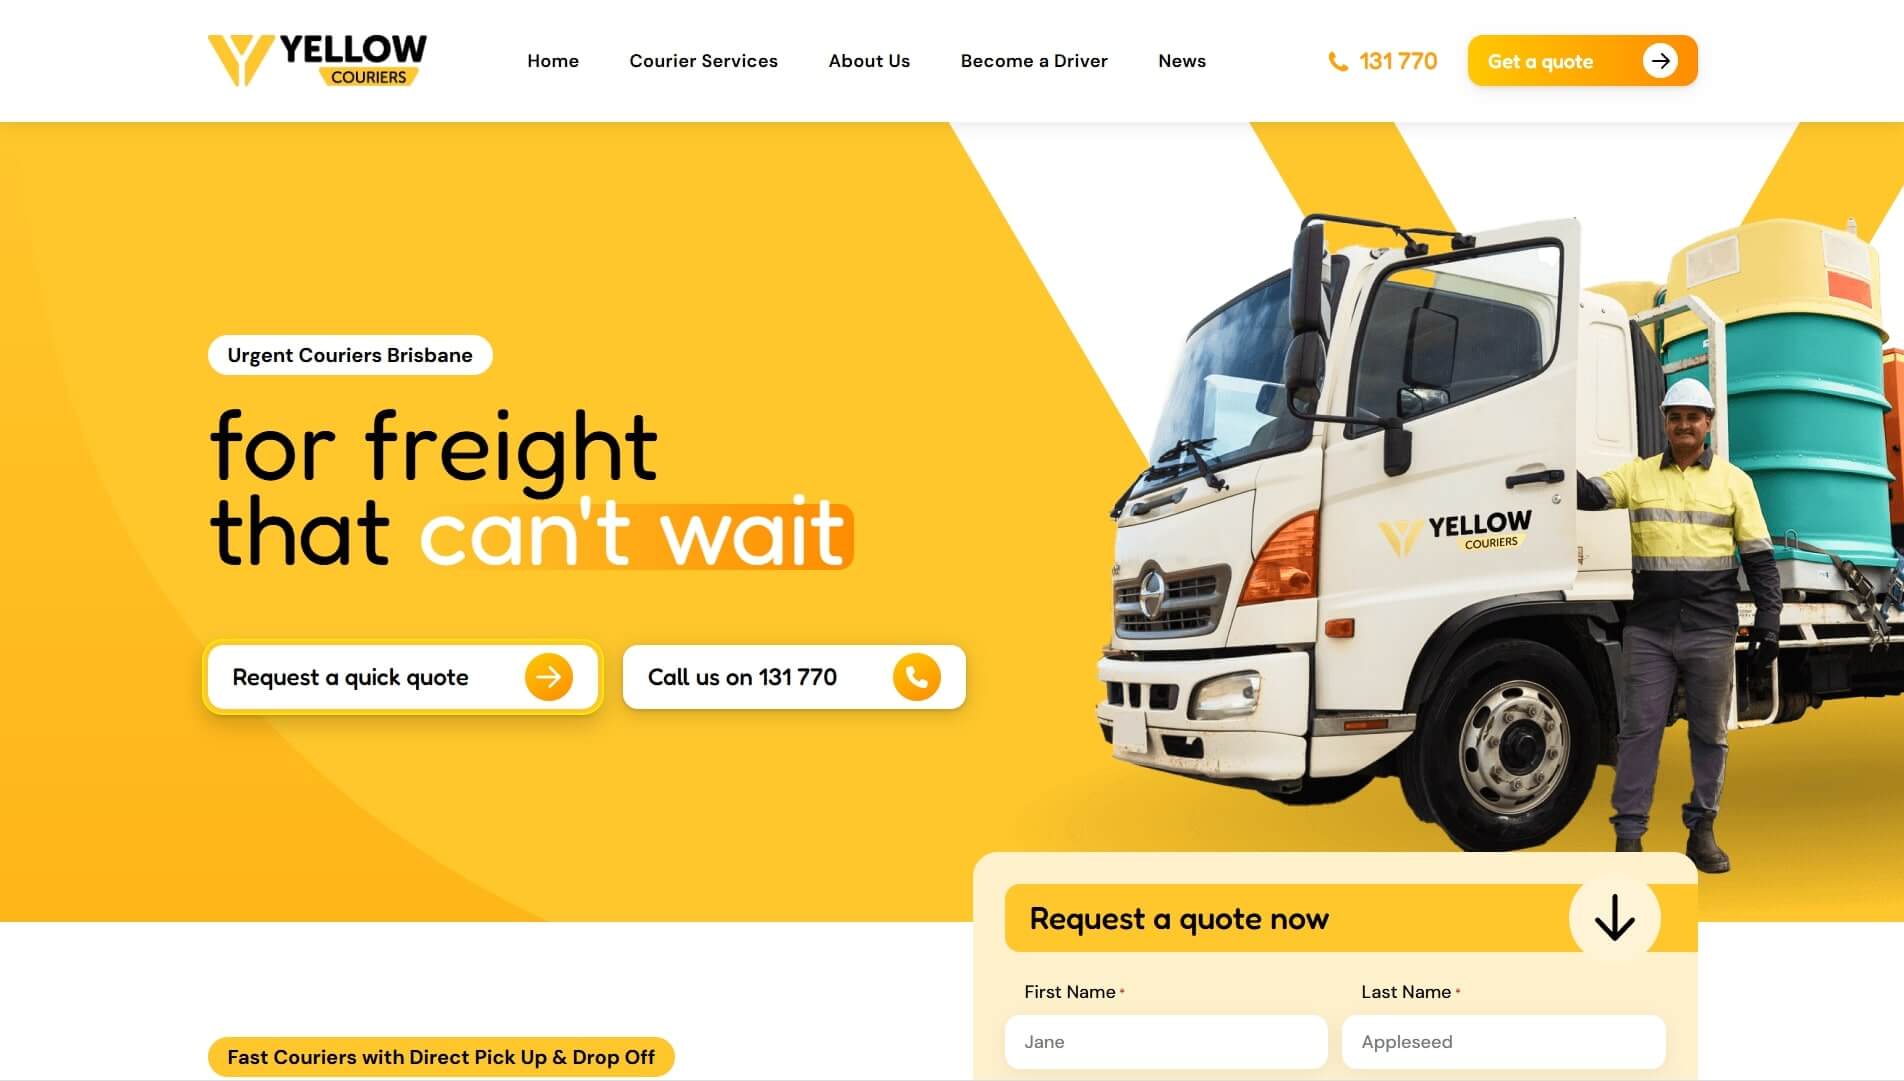 YELLOW
COURIERS
Home
Courier Services
About Us
Become a Driver
News
131 770
Get a quote
Urgent Couriers Brisbane
for freight
that can't wait
Request a quick quote
Call us on 131 770
YELLOW
COURIERS
Request a quote now
First Name *
Last Name *
Jane
Appleseed
Fast Couriers with Direct Pick Up & Drop Off